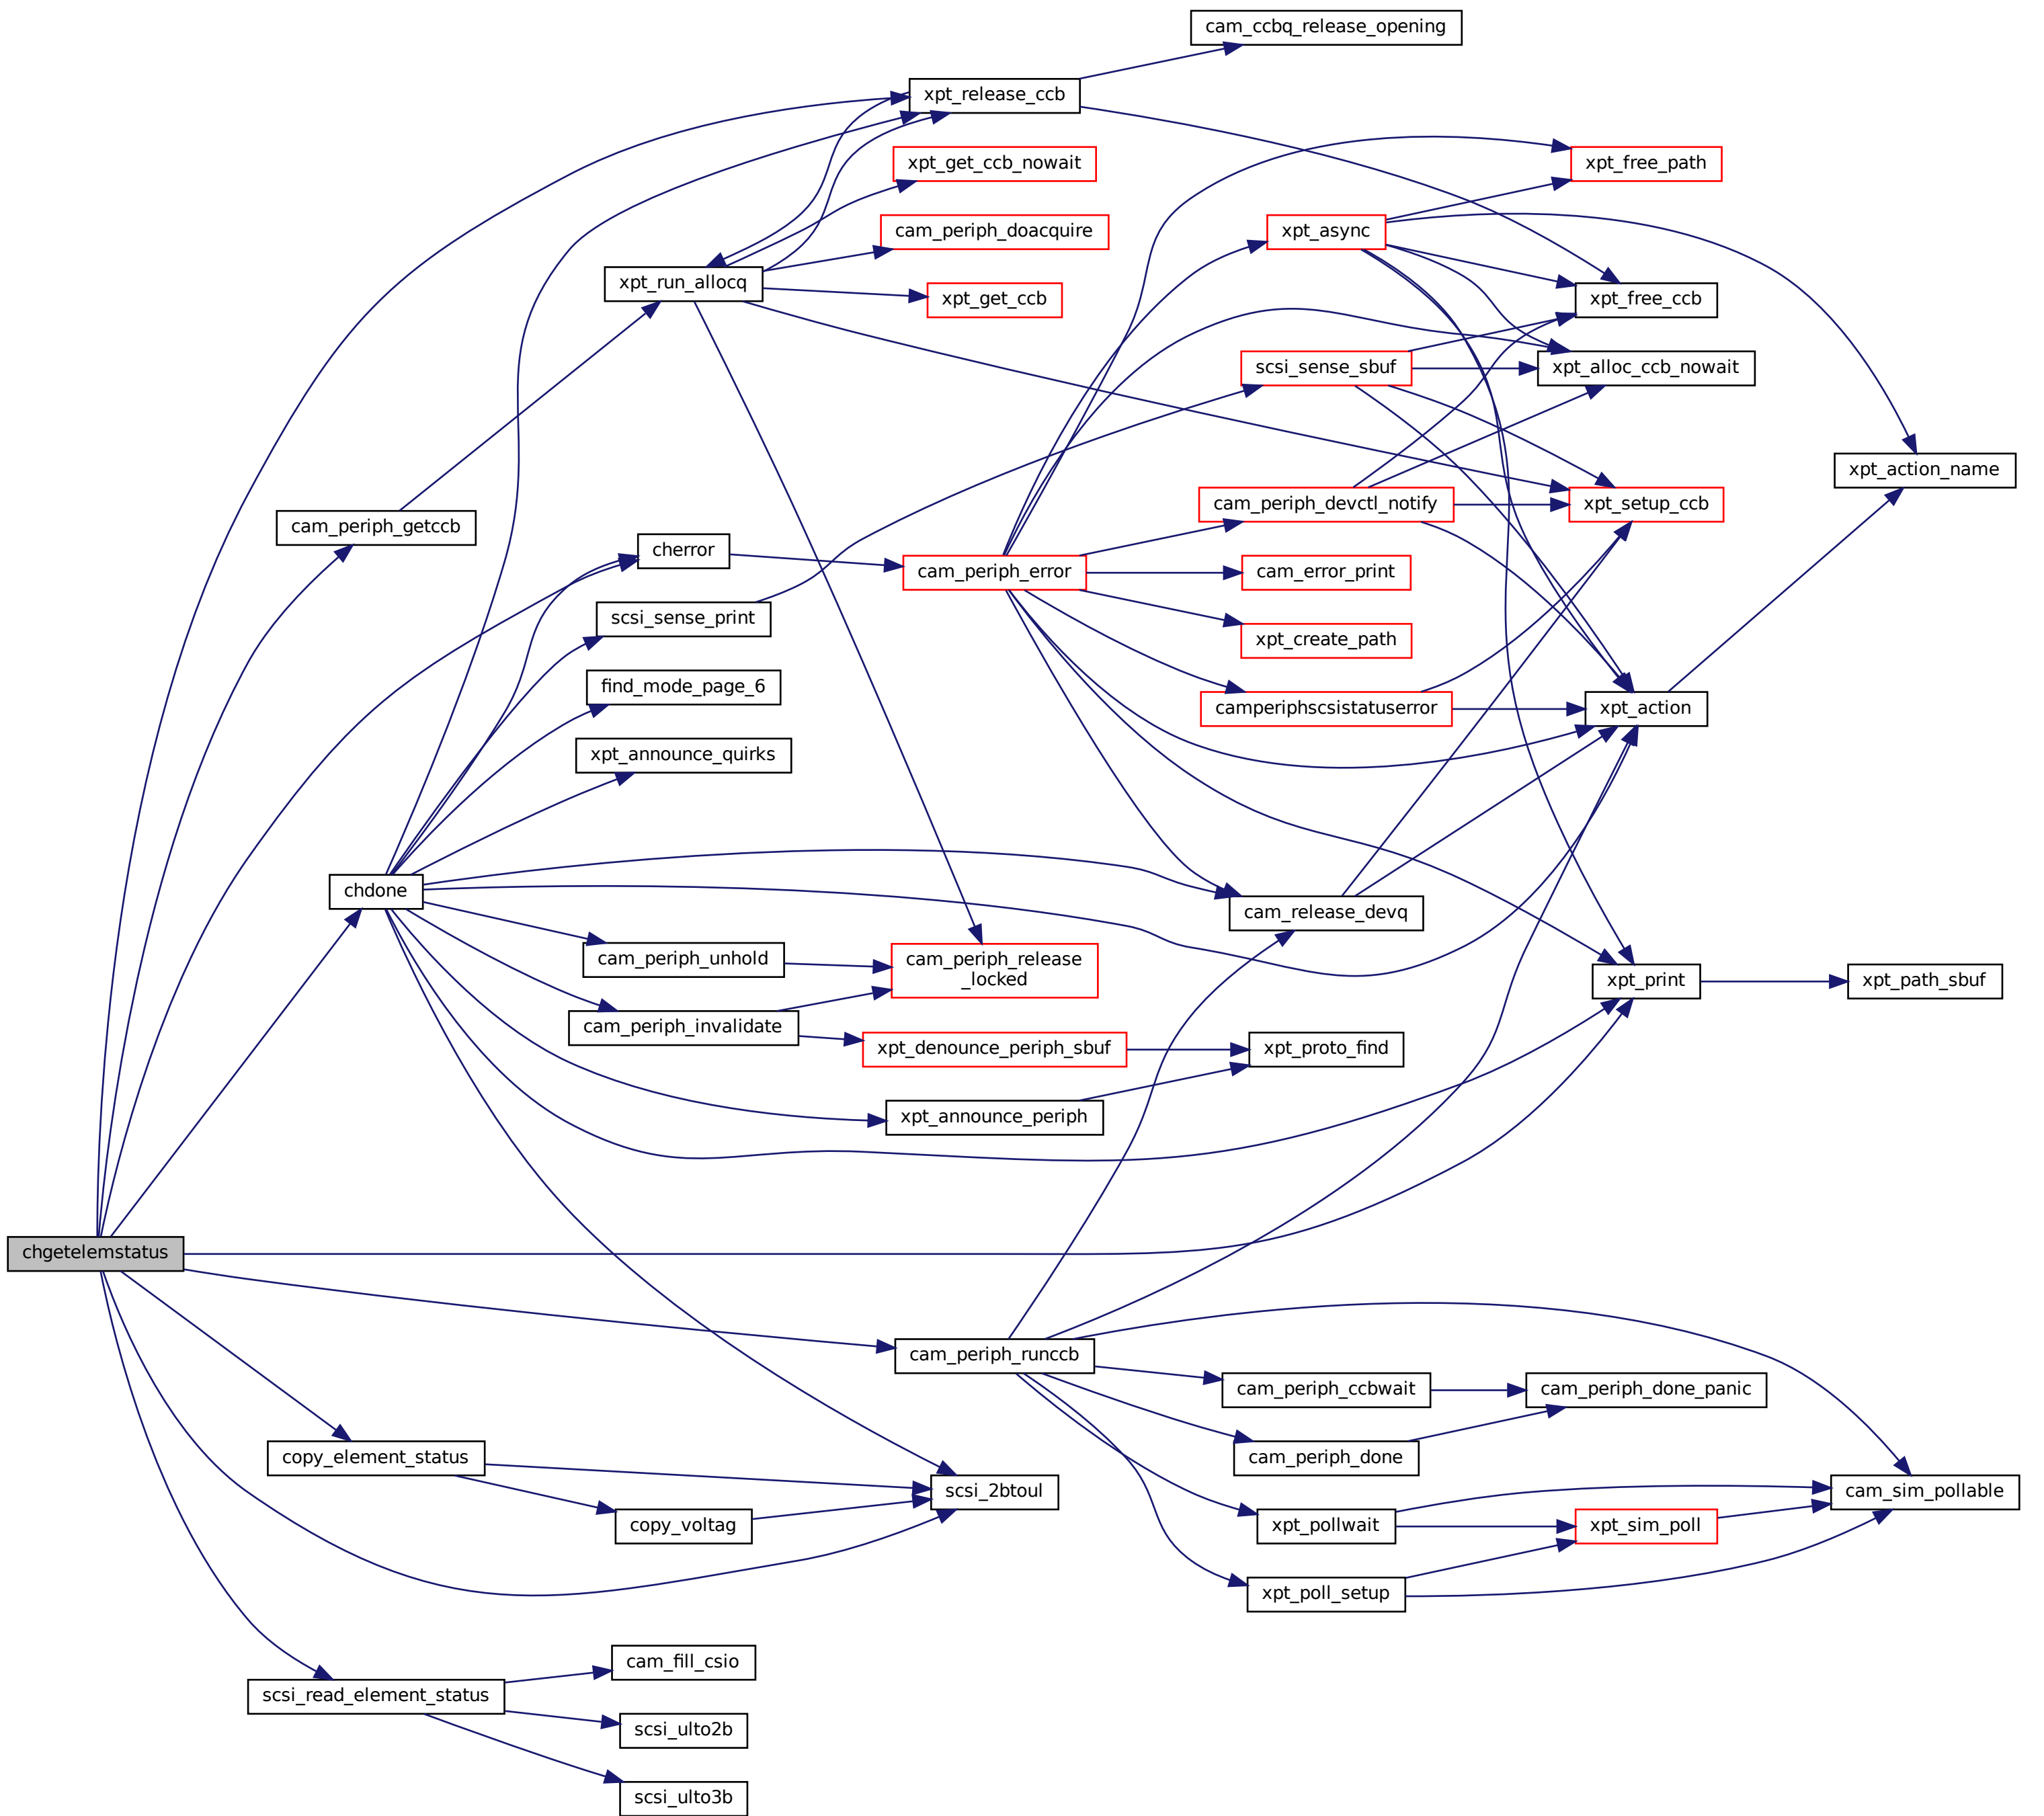 cam_ccbq_release_opening
xpt_release_ccb
xpt_get_ccb_nowait
xpt_free_path
cam_periph_doacquire
xpt_async
xpt_run_allocq
xpt_get_ccb
xpt_free_ccb
scsi_sense_sbuf
xpt_alloc_ccb_nowait
xpt_action_name
cam_periph_devctl_notify
xpt_setup_ccb
cam_periph_getccb
cherror
cam_periph_error
cam_error_print
scsi_sense_print
xpt_create_path
find_mode_page_6
camperiphscsistatuserror
xpt_action
xpt_announce_quirks
chdone
cam_release_devq
cam_periph_unhold
cam_periph_release
_locked
xpt_print
xpt_path_sbuf
cam_periph_invalidate
xpt_denounce_periph_sbuf
xpt_proto_find
xpt_announce_periph
chgetelemstatus
cam_periph_runccb
cam_periph_ccbwait
cam_periph_done_panic
copy_element_status
cam_periph_done
scsi_2btoul
cam_sim_pollable
copy_voltag
xpt_pollwait
xpt_sim_poll
xpt_poll_setup
cam_fill_csio
scsi_read_element_status
scsi_ulto2b
scsi_ulto3b